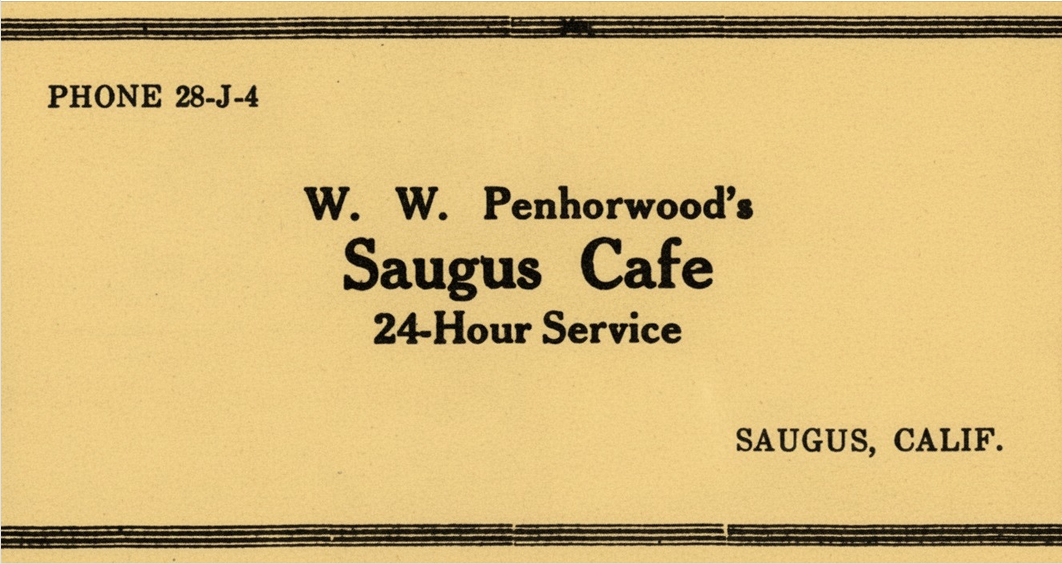 PHONE 28-J-4
W. W. Penhorwood's
Saugus Cafe
24-Hour Service
SAUGUS, CALIF.